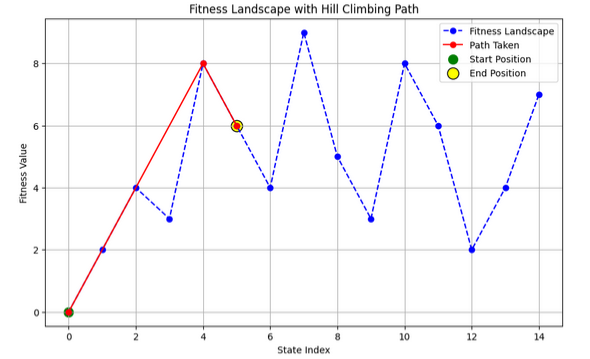 Fitness Landscape with Hill Climbing Path
Fitness Landscape
Path Taken
Start Position
End Position
Fitness Value
8
6
4
2
0
0 2 4 6 8 10 12 14
State Index